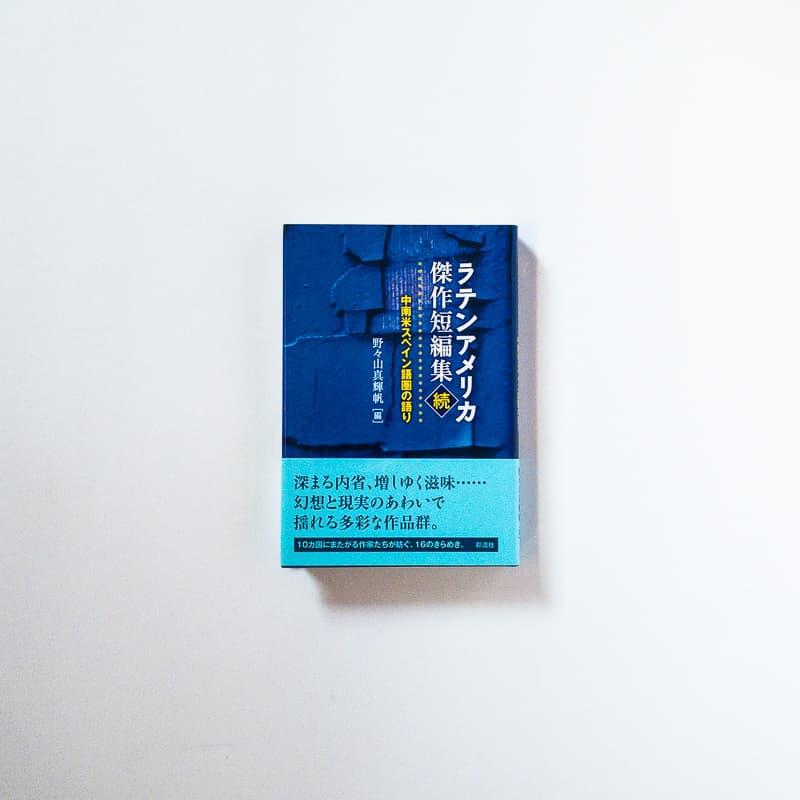 ラテンアメリカ
傑作短編集 続
中南米スペイン語圏の語り
野々山真輝帆[編]
深まる内省、増しゆく滋味……
幻想と現実のあわいで
揺れる多彩な作品群。
10カ国にまたがる作家たちが紡ぐ、16のきらめき。 彩流社